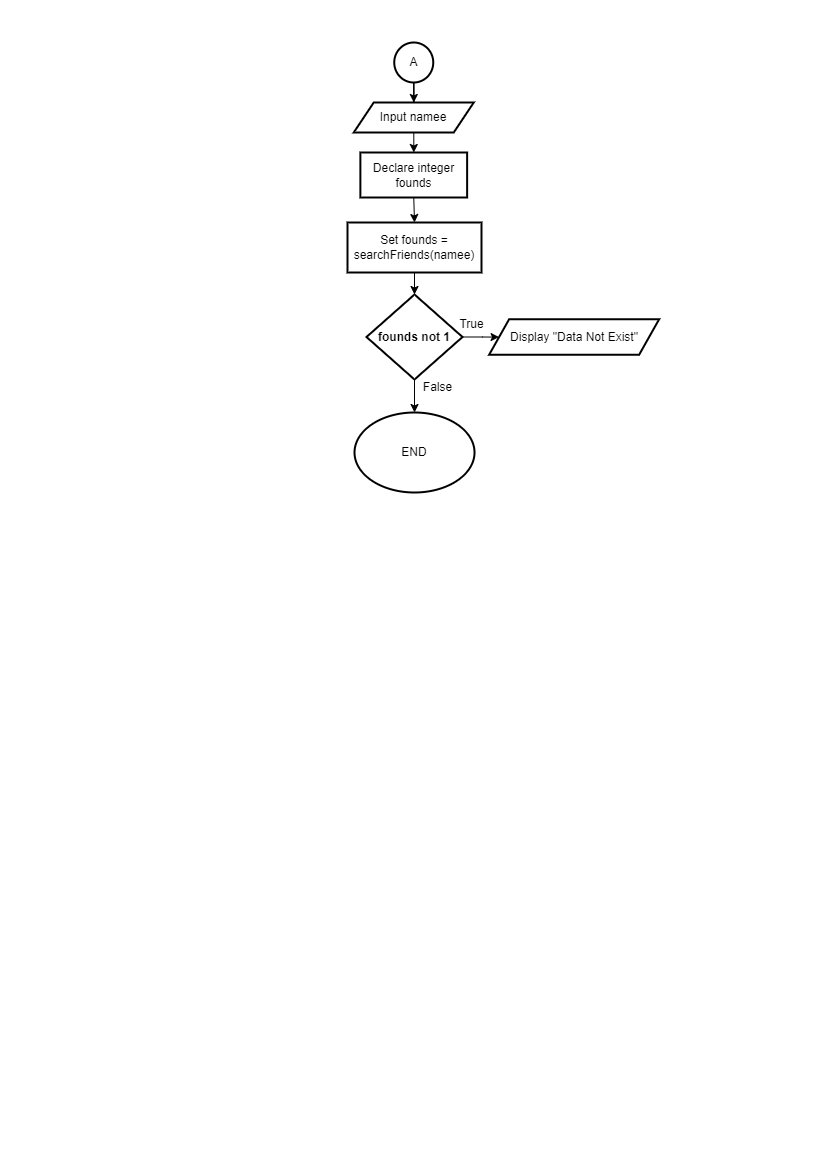 A
Input namee
Declare integer
founds
Set founds =
searchFriends(namee)
True
founds not 1
Display "Data Not Exist"
False
END